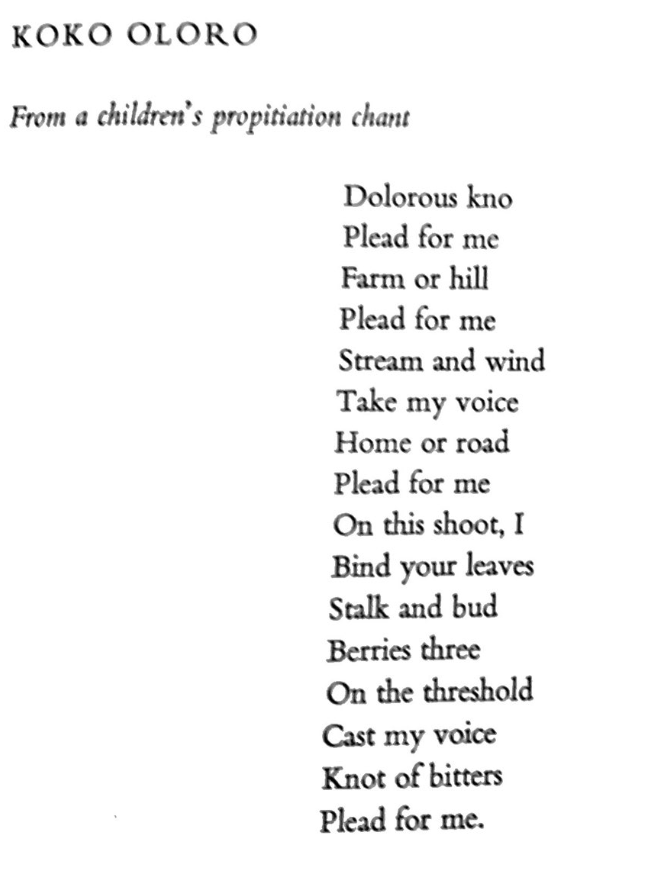 KOKO OLORO
From a children's propitiation chant
Dolorous kno
Plead for me
Farm or hill
Plead for me
Stream and wind
Take my voice
Home or road
Plead for me
On this shoot, I
Bind your leaves
Stalk and bud
Berries three
On the threshold
Cast my voice
Knot of bitters
Plead for me.